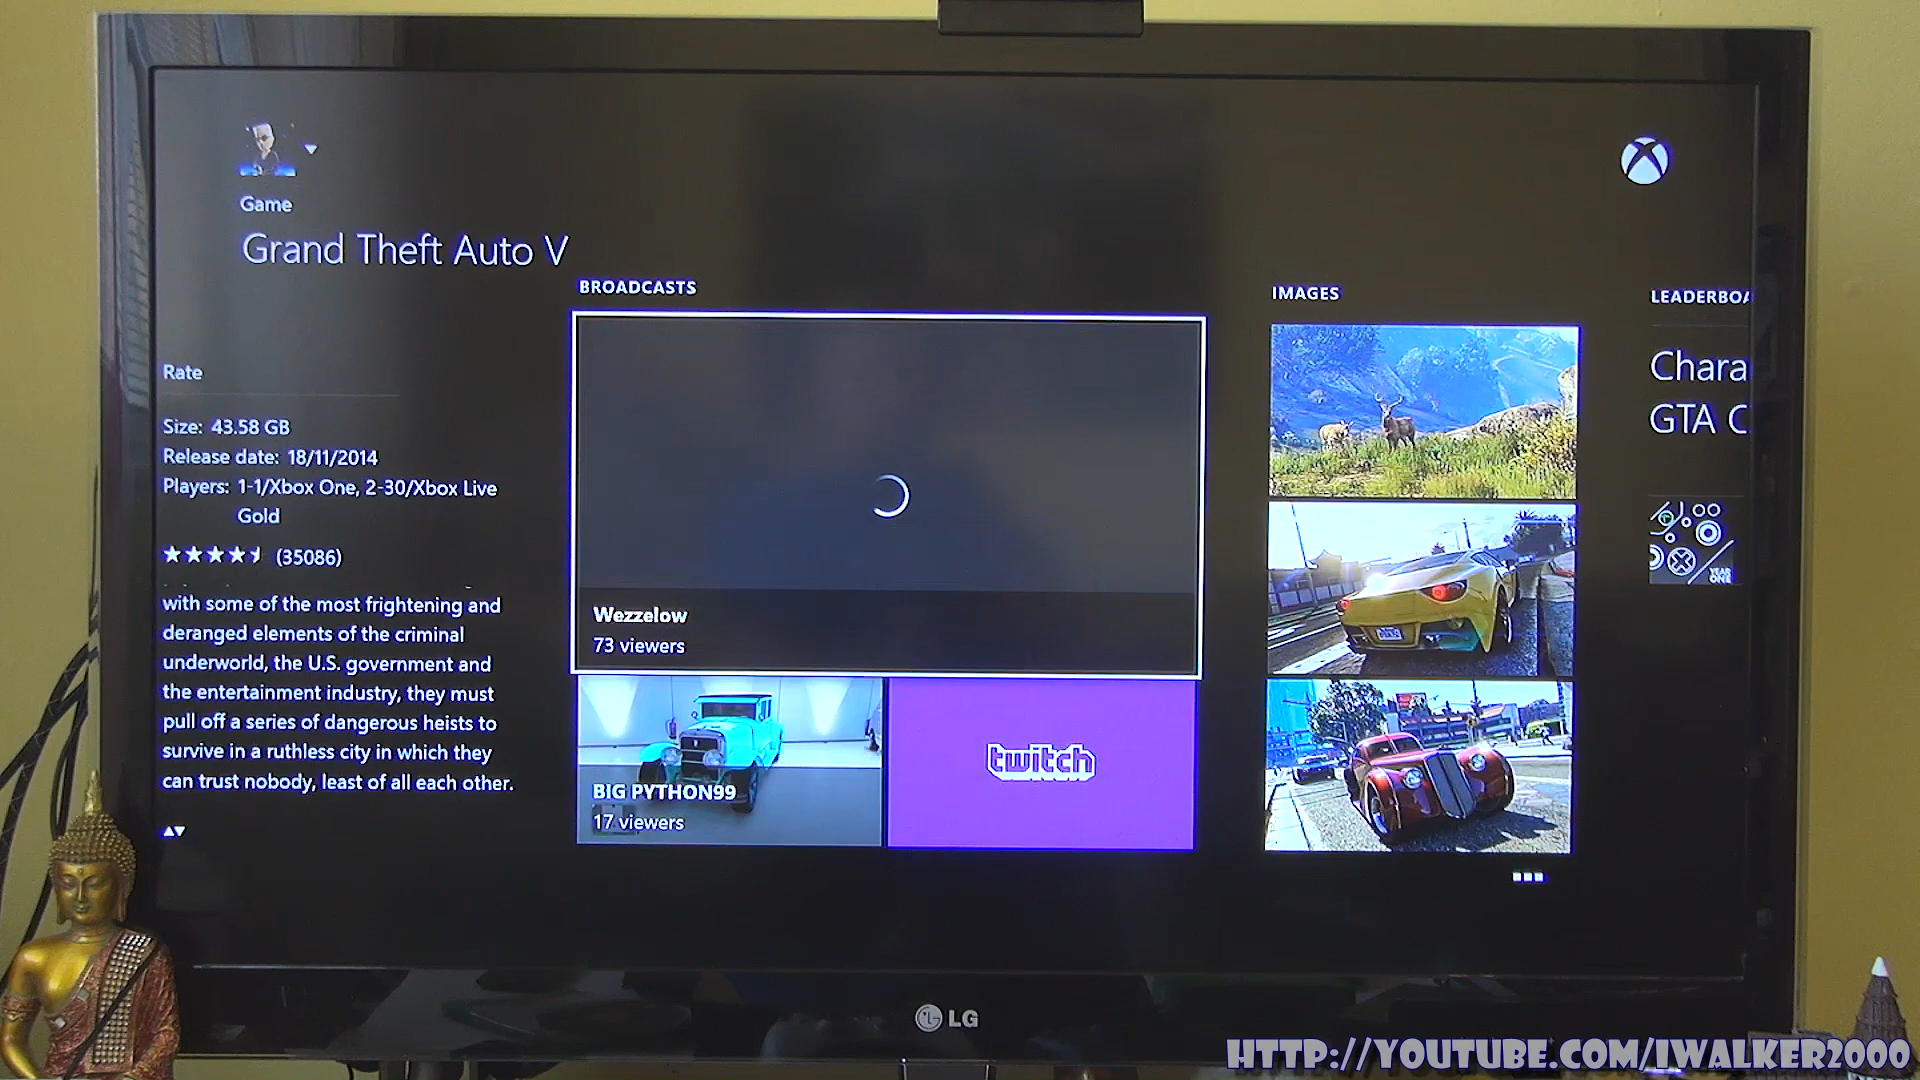 Game
Grand Theft Auto V
Rate
Size: 43.58 GB
Release date: 18/11/2014
Players: 1-1/Xbox One, 2-30/Xbox Live
Gold
(35086)
with some of the most frightening and
deranged elements of the criminal
underworld, the U.S. government and
the entertainment industry, they must
pull off a series of dangerous heists to
survive in a ruthless city in which they
can trust nobody, least of all each other.
BROADCASTS
Wezzelow
73 viewers
BIG PYTHON99
17 viewers
twitch
IMAGES
LEADERBOA
Chara
GTA C
YEAR
ONE
LG
HTTP://YOUTUBE.COM/IWALKER2000